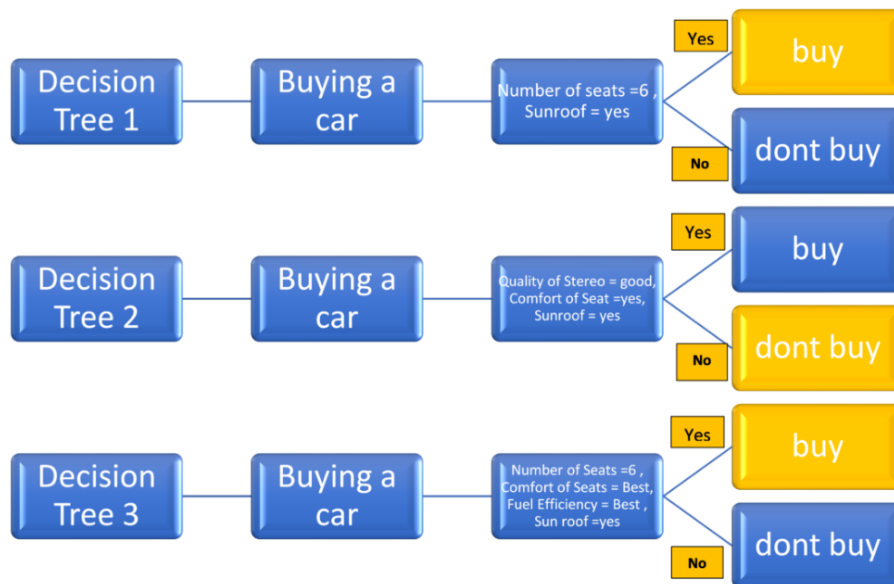 Decision
Tree 1
Buying a
car
Number of seats =6 ,
Sunroof = yes
Yes
buy
No
dont buy
Decision
Tree 2
Buying a
car
Quality of Stereo = good,
Comfort of Seat =yes,
Sunroof = yes
Yes
buy
No
dont buy
Decision
Tree 3
Buying a
car
Number of Seats =6 ,
Comfort of Seats = Best,
Fuel Efficiency = Best ,
Sun roof =yes
Yes
buy
No
dont buy